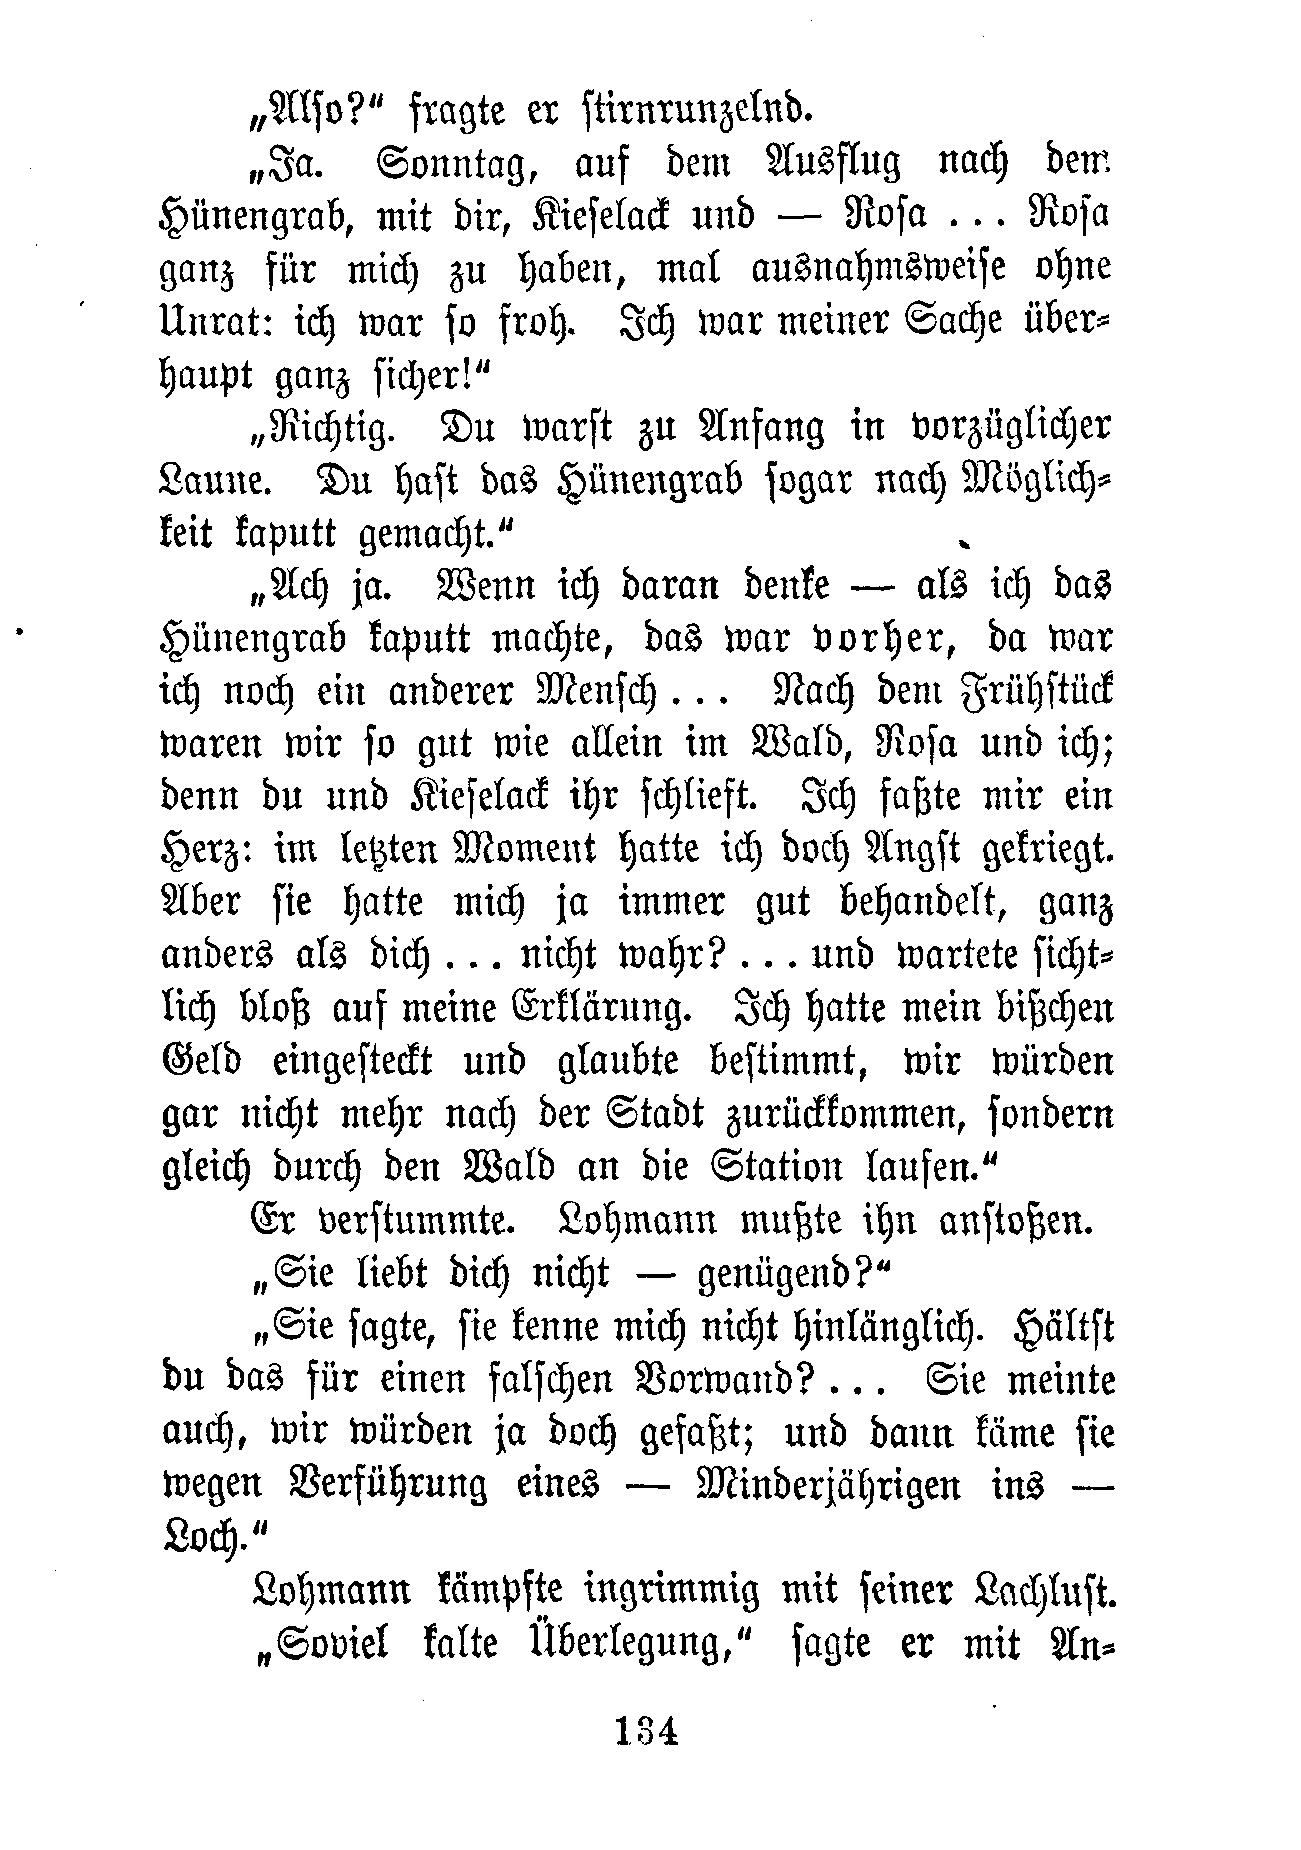 „Also?“ fragte er stirnrunzelnd.
„Ja. Sonntag, auf dem Ausflug nach dem
Hünengrab, mit dir, Kieselack und — Rosa ... Rosa
ganz für mich zu haben, mal ausnahmsweise ohne
Unrat: ich war so froh. Ich war meiner Sache über-
haupt ganz sicher!“
„Richtig. Du warst zu Anfang in vorzüglicher
Laune. Du hast das Hünengrab sogar nach Möglich-
keit kaputt gemacht.“
„Ach ja. Wenn ich daran denke — als ich das
Hünengrab kaputt machte, das war vorher, da war
ich noch ein anderer Mensch ... Nach dem Frühstück
waren wir so gut wie allein im Wald, Rosa und ich;
denn du und Kieselack ihr schlieft. Ich faßte mir ein
Herz: im letzten Moment hatte ich doch Angst gekriegt.
Aber sie hatte mich ja immer gut behandelt, ganz
anders als dich ... nicht wahr? ... und wartete sicht-
lich bloß auf meine Erklärung. Ich hatte mein bißchen
Geld eingesteckt und glaubte bestimmt, wir würden
gar nicht mehr nach der Stadt zurückkommen, sondern
gleich durch den Wald an die Station laufen.“
Er verstummte. Lohmann mußte ihn anstoßen.
„Sie liebt dich nicht — genügend?“
„Sie sagte, sie kenne mich nicht hinlänglich. Hältst
du das für einen falschen Vorwand? ... Sie meinte
auch, wir würden ja doch gefaßt; und dann käme sie
wegen Verführung eines — Minderjährigen ins —
Loch.“
Lohmann kämpfte ingrimmig mit seiner Lachlust.
„Soviel kalte Überlegung,“ sagte er mit An-
134